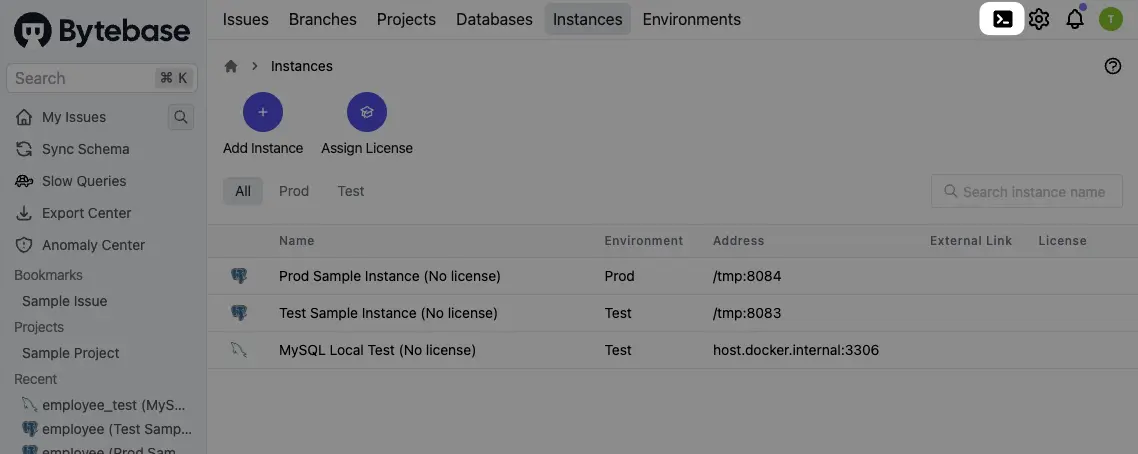 Bytebase
Issues Branches Projects Databases Instances Environments
T
Search ⌘ K
Instances
My Issues
Sync Schema
Slow Queries
Export Center
Anomaly Center
Bookmarks
Sample Issue
Projects
Sample Project
Recent
employee_test (MyS...
employee (Test Samp...
employee (Prod Sam
Add Instance Assign License
All Prod Test Search instance name
Name Environment Address External Link License
Prod Sample Instance (No license) Prod /tmp:8084
Test Sample Instance (No license) Test /tmp:8083
MySQL Local Test (No license) Test host.docker.internal:3306